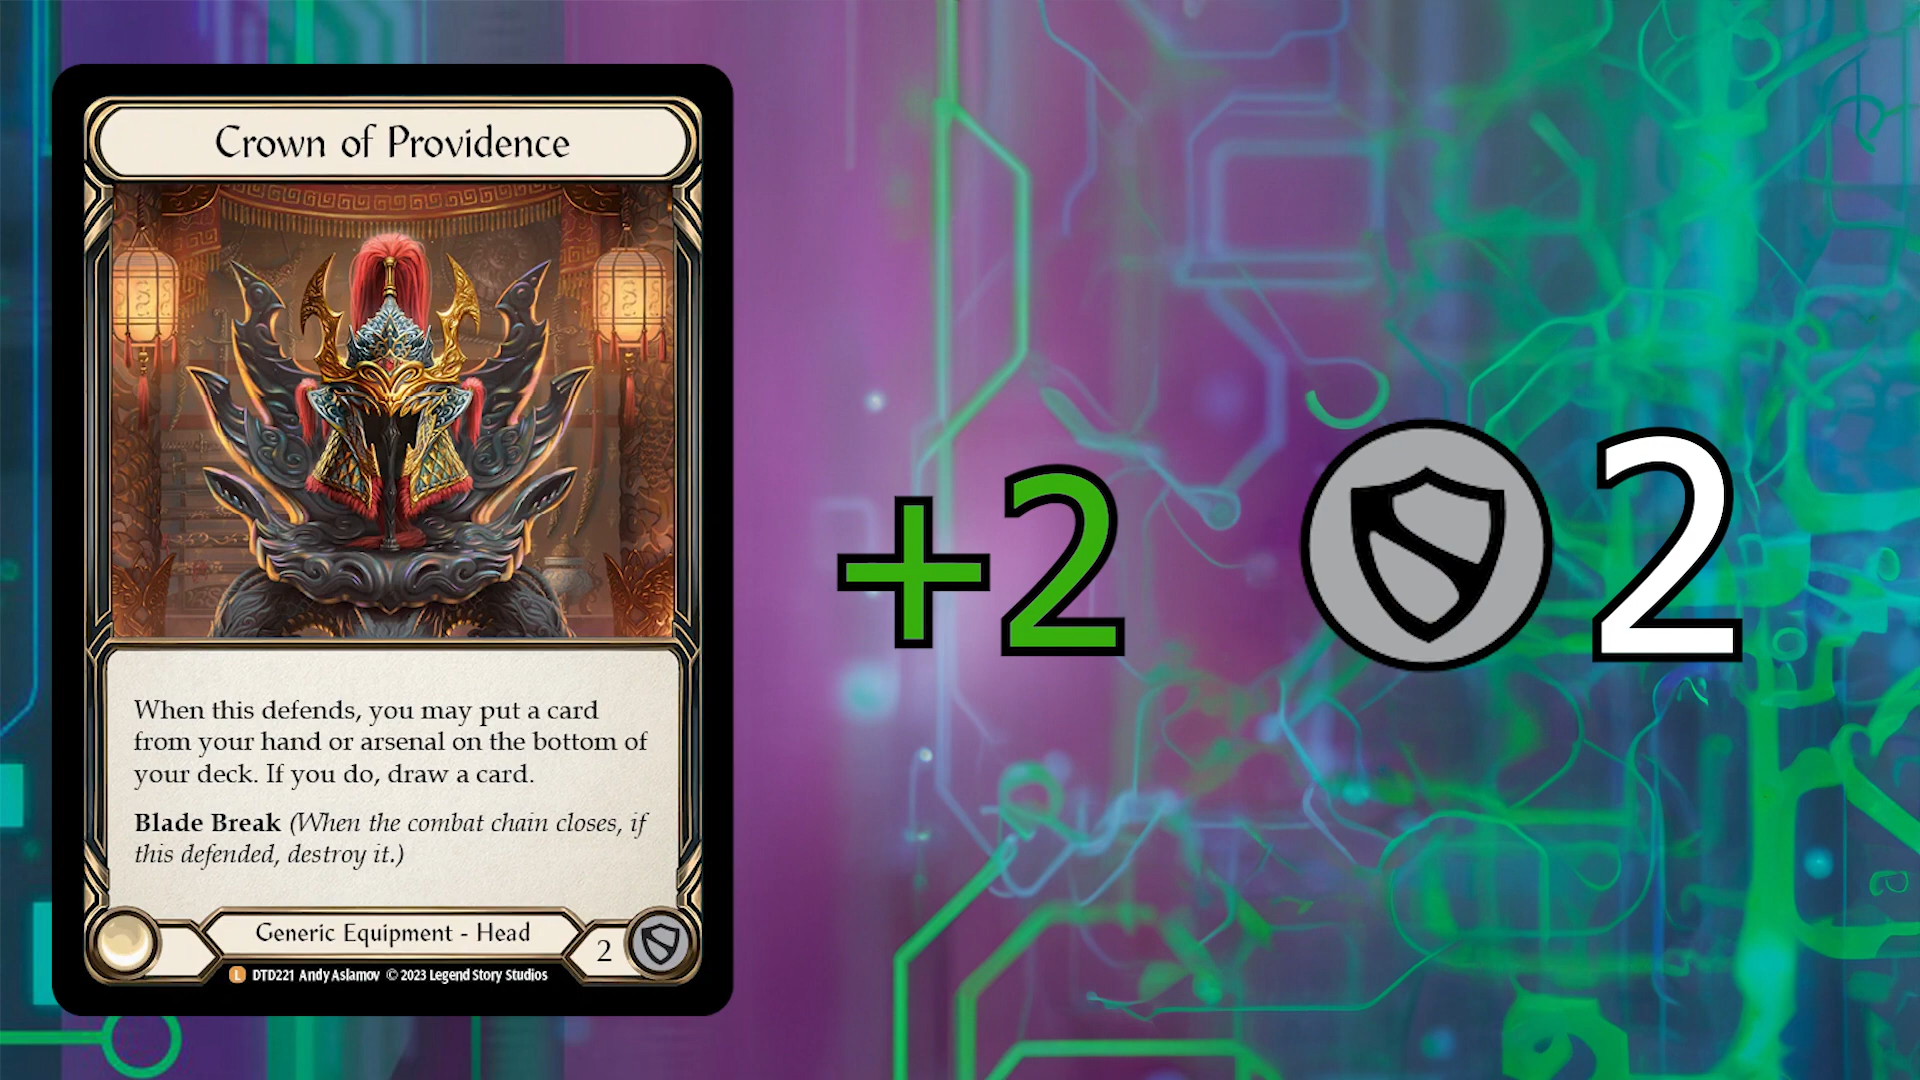 Crown of Providence
When this defends, you may put a card
from your hand or arsenal on the bottom of
your deck. If you do, draw a card.
Blade Break (When the combat chain closes, if
this defended, destroy it.)
Generic Equipment - Head
2
L DTD221 Andy Aslamov © 2023 Legend Story Studios
+2
2